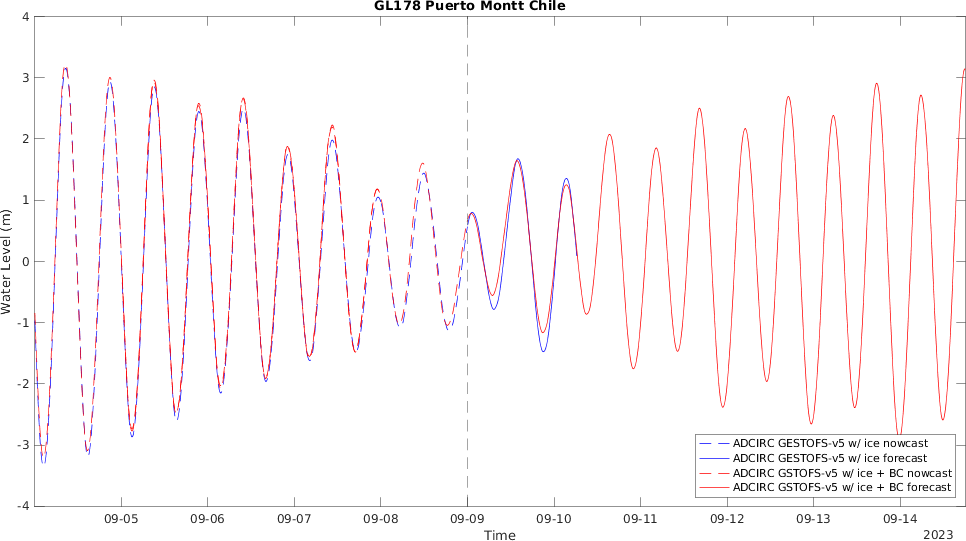 GL178 Puerto Montt Chile
4
3
2
1
0
-1
-2
-3
-4
Water Level (m)
09-05 09-06 09-07 09-08 09-09 09-10 09-11 09-12 09-13 09-14
Time
2023
ADCIRC GESTOFS-v5 w/ ice nowcast
ADCIRC GESTOFS-v5 w/ ice forecast
ADCIRC GSTOFS-v5 w/ ice + BC nowcast
ADCIRC GSTOFS-v5 w/ ice + BC forecast